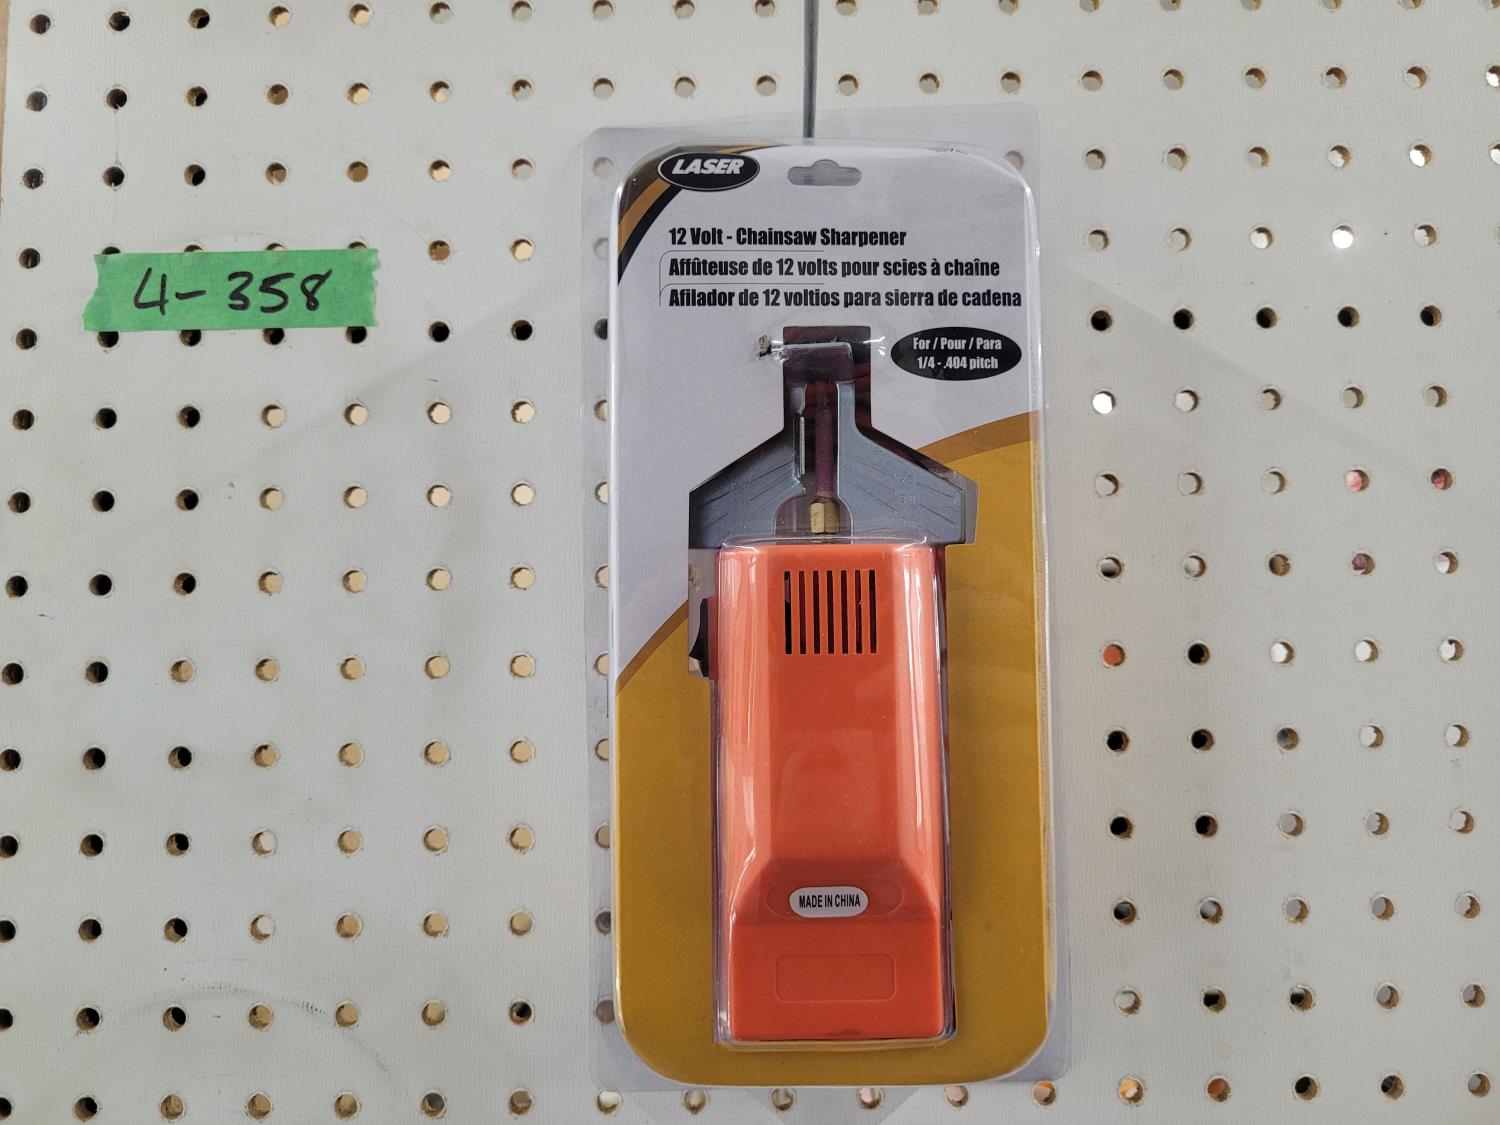 LASER
12 Volt - Chainsaw Sharpener
Affûteuse de 12 volts pour scies à chaîne
Afilador de 12 voltios para sierra de cadena
For / Pour / Para
1/4 - .404 pitch
4-358
MADE IN CHINA